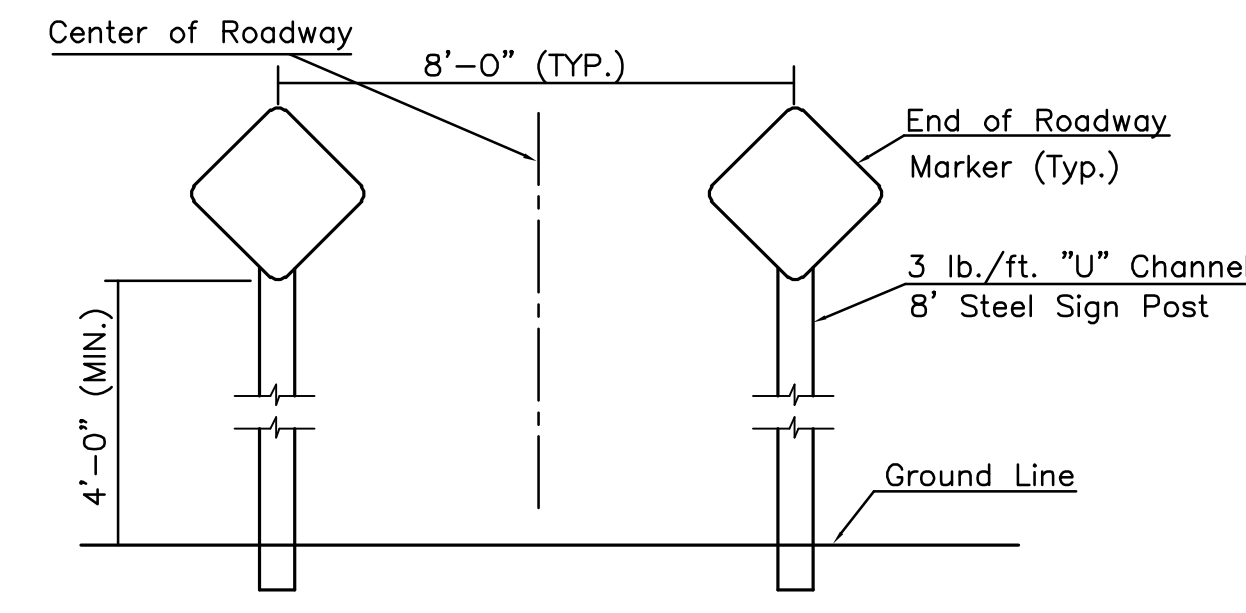 Center of Roadway
8'-0" (TYP.)
End of Roadway
Marker (Typ.)
3 lb./ft. "U" Channel
8' Steel Sign Post
4'-0" (MIN.)
Ground Line